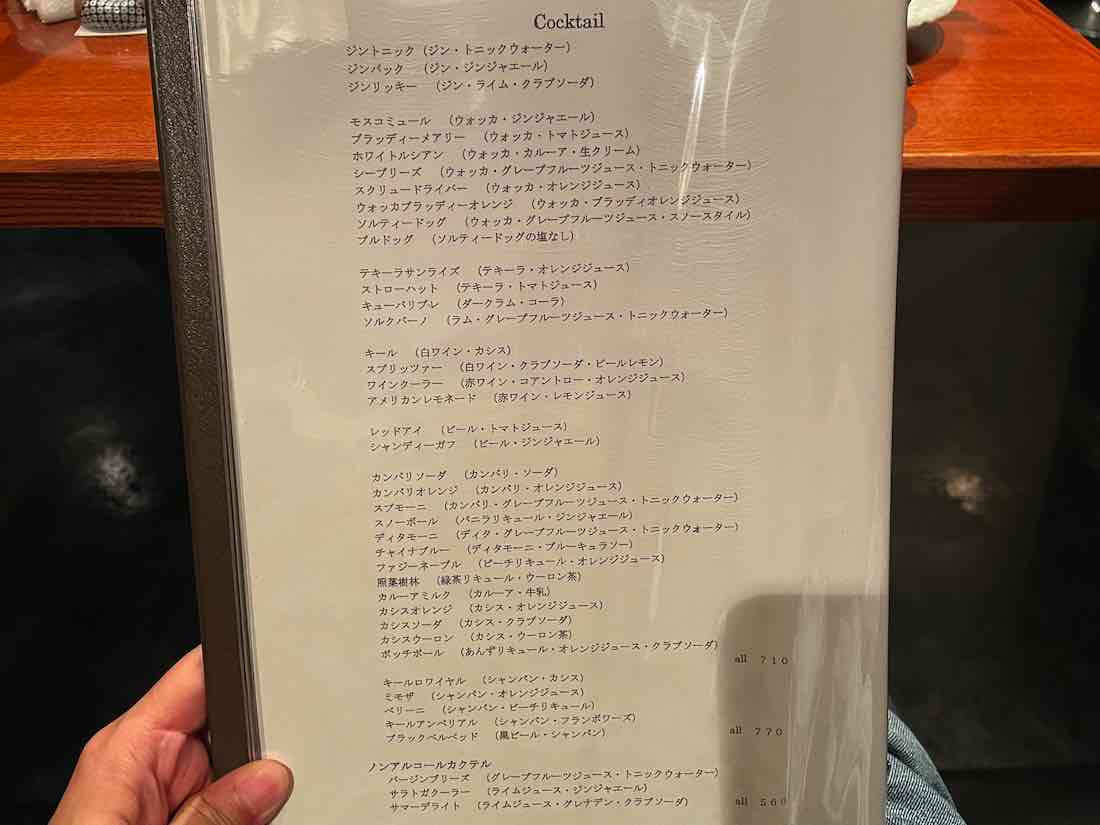 Cocktail
ジントニック（ジン・トニックウォーター）
ジンバック　（ジン・ジンジャエール）
ジンリッキー　（ジン・ライム・クラブソーダ）
モスコミュール　（ウォッカ・ジンジャエール）
ブラッディーメアリー　（ウォッカ・トマトジュース）
ホワイトルシアン　（ウォッカ・カルーア・生クリーム）
シーブリーズ　（ウォッカ・グレープフルーツジュース・トニックウォーター）
スクリュードライバー　（ウォッカ・オレンジジュース）
ウォッカブラッディーオレンジ　（ウォッカ・ブラッディオレンジジュース）
ソルティードッグ　（ウォッカ・グレープフルーツジュース・スノースタイル）
ブルドッグ　（ソルティードッグの塩なし）
テキーラサンライズ　（テキーラ・オレンジジュース）
ストローハット　（テキーラ・トマトジュース）
キューバリブレ　（ダークラム・コーラ）
ソルクバーノ　（ラム・グレープフルーツジュース・トニックウォーター）
キール　（白ワイン・カシス）
スプリッツァー　（白ワイン・クラブソーダ・ピールレモン）
ワインクーラー　（赤ワイン・コアントロー・オレンジジュース）
アメリカンレモネード　（赤ワイン・レモンジュース）
レッドアイ　（ビール・トマトジュース）
シャンディーガフ　（ビール・ジンジャエール）
カンパリソーダ　（カンパリ・ソーダ）
カンパリオレンジ　（カンパリ・オレンジジュース）
スプモーニ　（カンパリ・グレープフルーツジュース・トニックウォーター）
スノーボール　（バニラリキュール・ジンジャエール）
ディタモーニ　（ディタ・グレープフルーツジュース・トニックウォーター）
チャイナブルー　（ディタモーニ・ブルーキュラソー）
ファジーネーブル　（ピーチリキュール・オレンジジュース）
照葉樹林　（緑茶リキュール・ウーロン茶）
カルーアミルク　（カルーア・牛乳）
カシスオレンジ　（カシス・オレンジジュース）
カシスソーダ　（カシス・クラブソーダ）
カシスウーロン　（カシス・ウーロン茶）
ボッチボール　（あんずリキュール・オレンジジュース・クラブソーダ）
all　７１０
キールロワイヤル　（シャンパン・カシス）
ミモザ　（シャンパン・オレンジジュース）
ベリーニ　（シャンパン・ピーチリキュール）
キールアンペリアル　（シャンパン・フランボワーズ）
ブラックベルベッド　（黒ビール・シャンパン）
all　７７０
ノンアルコールカクテル
バージンブリーズ　（グレープフルーツジュース・トニックウォーター）
サラトガクーラー　（ライムジュース・ジンジャエール）
サマーデライト　（ライムジュース・グレナデン・クラブソーダ）
all　５６０